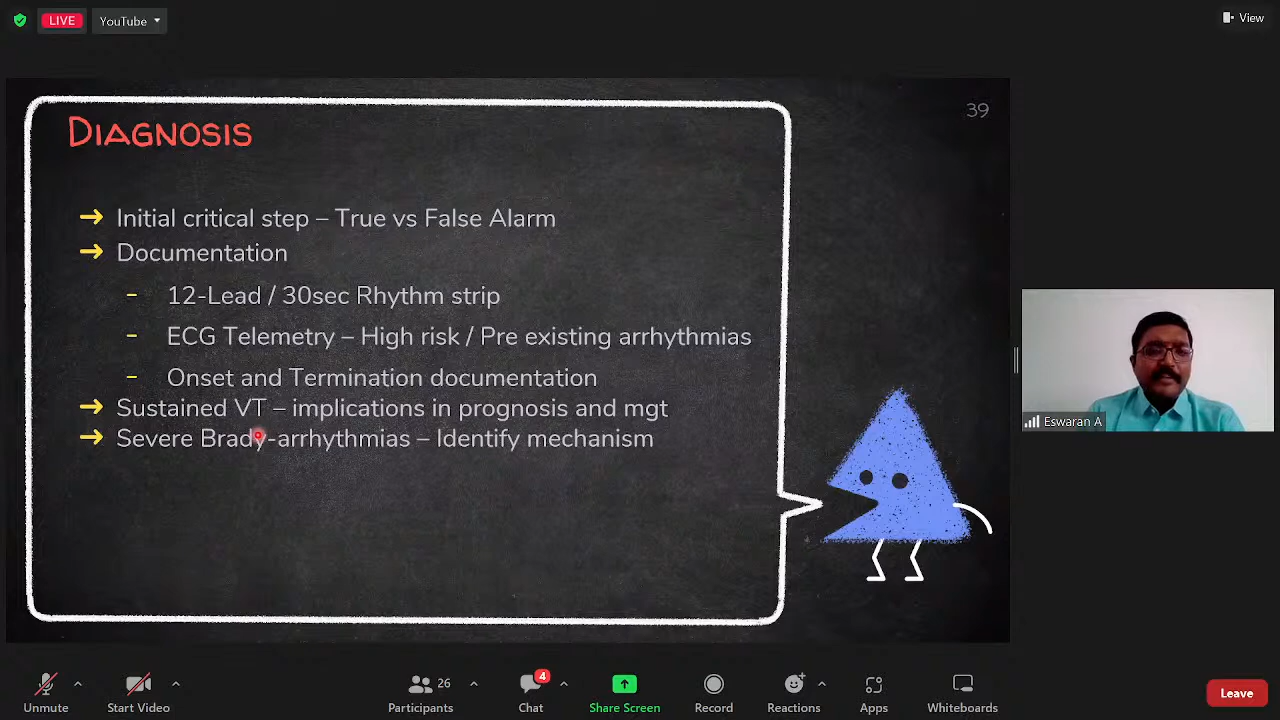 LIVE
YouTube
View
39
DIAGNOSIS
→ Initial critical step – True vs False Alarm
→ Documentation
- 12-Lead / 30sec Rhythm strip
- ECG Telemetry – High risk / Pre existing arrhythmias
- Onset and Termination documentation
→ Sustained VT – implications in prognosis and mgt
→ Severe Brady-arrhythmias – Identify mechanism
Eswaran A
26
4
Unmute
Start Video
Participants
Chat
Share Screen
Record
Reactions
Apps
Whiteboards
Leave